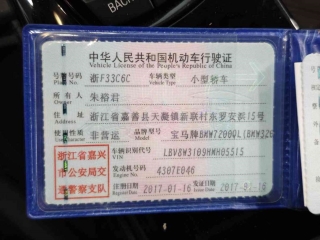 BACK
中华人民共和国机动车行驶证
Vehicle License of the People's Republic of China
号牌号码 浙F33C6C 车辆类型 小型轿车
Plate No. Vehicle Type
所有人 朱裕君
Owner
住址 浙江省嘉善县天凝镇新联村东罗安浜15号
Address
使用性质 非营运 品牌型号 宝马牌BMW7200QL(BMW320
浙江省嘉兴市公安局交通警察支队
车辆识别代号 LBV8W3109HMH05515
VIN
发动机号码 4307E046
Engine No.
注册日期 2017-01-16 发证日期 2017-02-16
Register Date Issue Date